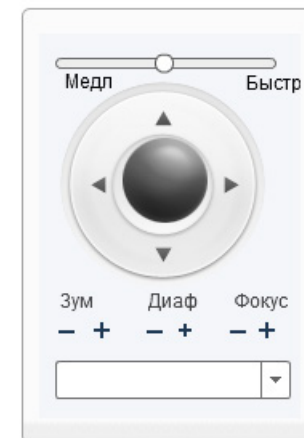 Медл Быстр
Зум Диаф Фокус
– + – + – +